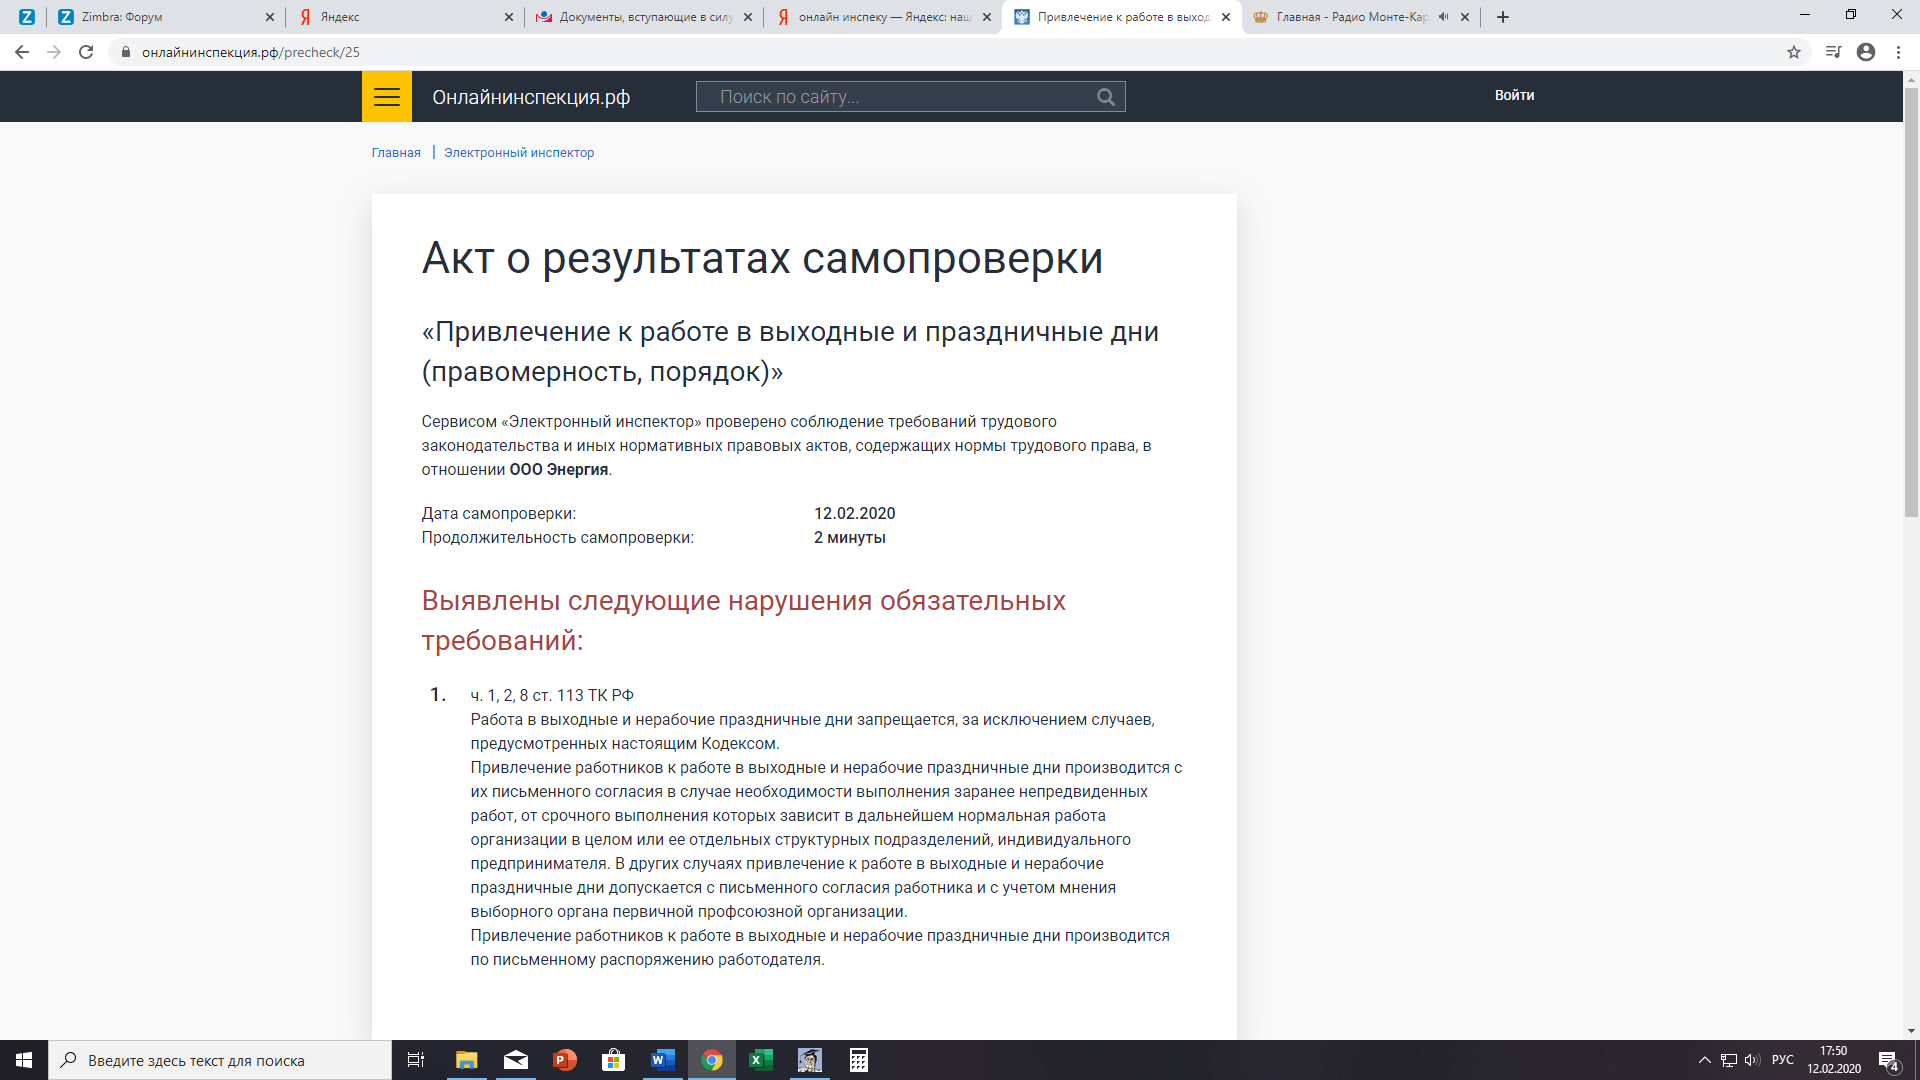 Zimbra: Форум
Яндекс
Документы, вступающие в силу
онлайн инспеку — Яндекс: наш
Привлечение к работе в выход
Главная - Радио Монте-Кар
онлайнинспекция.рф/precheck/25
Онлайнинспекция.рф
Поиск по сайту...
Войти
Главная | Электронный инспектор
Акт о результатах самопроверки
«Привлечение к работе в выходные и праздничные дни
(правомерность, порядок)»
Сервисом «Электронный инспектор» проверено соблюдение требований трудового
законодательства и иных нормативных правовых актов, содержащих нормы трудового права, в
отношении ООО Энергия.
Дата самопроверки: 12.02.2020
Продолжительность самопроверки: 2 минуты
Выявлены следующие нарушения обязательных
требований:
1. ч. 1, 2, 8 ст. 113 ТК РФ
Работа в выходные и нерабочие праздничные дни запрещается, за исключением случаев,
предусмотренных настоящим Кодексом.
Привлечение работников к работе в выходные и нерабочие праздничные дни производится с
их письменного согласия в случае необходимости выполнения заранее непредвиденных
работ, от срочного выполнения которых зависит в дальнейшем нормальная работа
организации в целом или ее отдельных структурных подразделений, индивидуального
предпринимателя. В других случаях привлечение к работе в выходные и нерабочие
праздничные дни допускается с письменного согласия работника и с учетом мнения
выборного органа первичной профсоюзной организации.
Привлечение работников к работе в выходные и нерабочие праздничные дни производится
по письменному распоряжению работодателя.
Введите здесь текст для поиска
РУС
17:50
12.02.2020
4